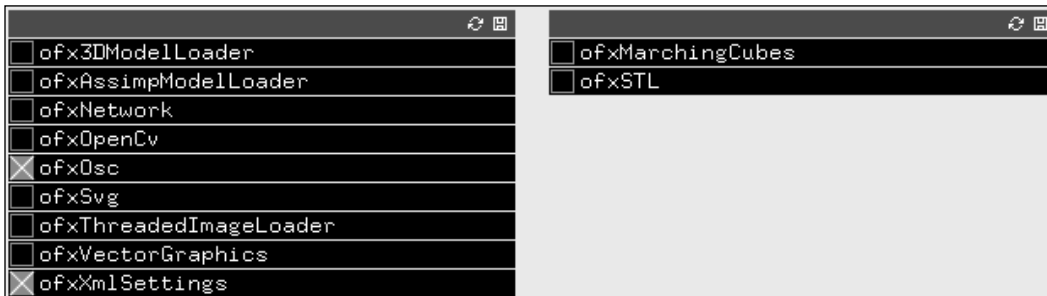 ofx3DModelLoader
ofxAssimpModelLoader
ofxNetwork
ofxOpenCv
ofxOsc
ofxSvg
ofxThreadedImageLoader
ofxVectorGraphics
ofxXmlSettings
ofxMarchingCubes
ofxSTL